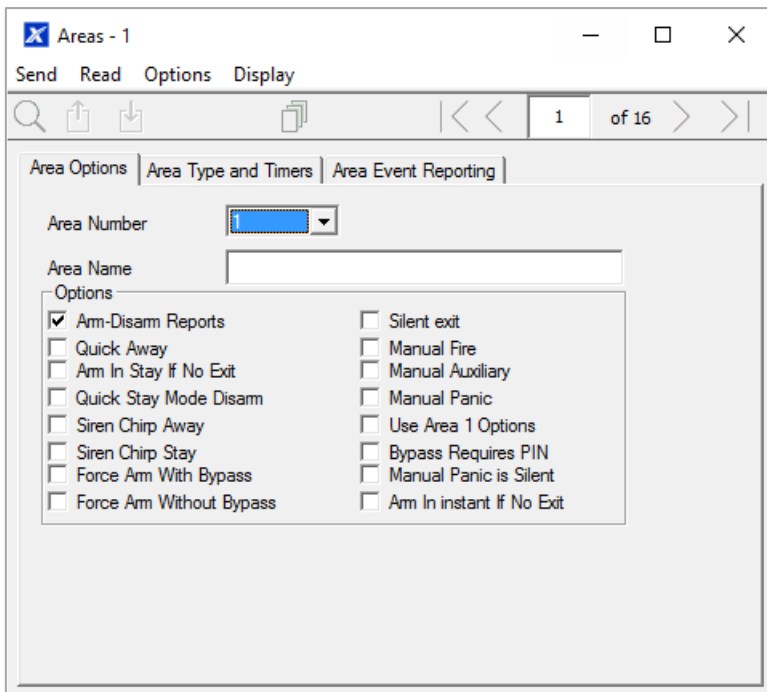 Areas - 1
Send Read Options Display
1 of 16
Area Options Area Type and Timers Area Event Reporting
Area Number 1
Area Name
Options
Arm-Disarm Reports Silent exit
Quick Away Manual Fire
Arm In Stay If No Exit Manual Auxiliary
Quick Stay Mode Disarm Manual Panic
Siren Chirp Away Use Area 1 Options
Siren Chirp Stay Bypass Requires PIN
Force Arm With Bypass Manual Panic is Silent
Force Arm Without Bypass Arm In instant If No Exit